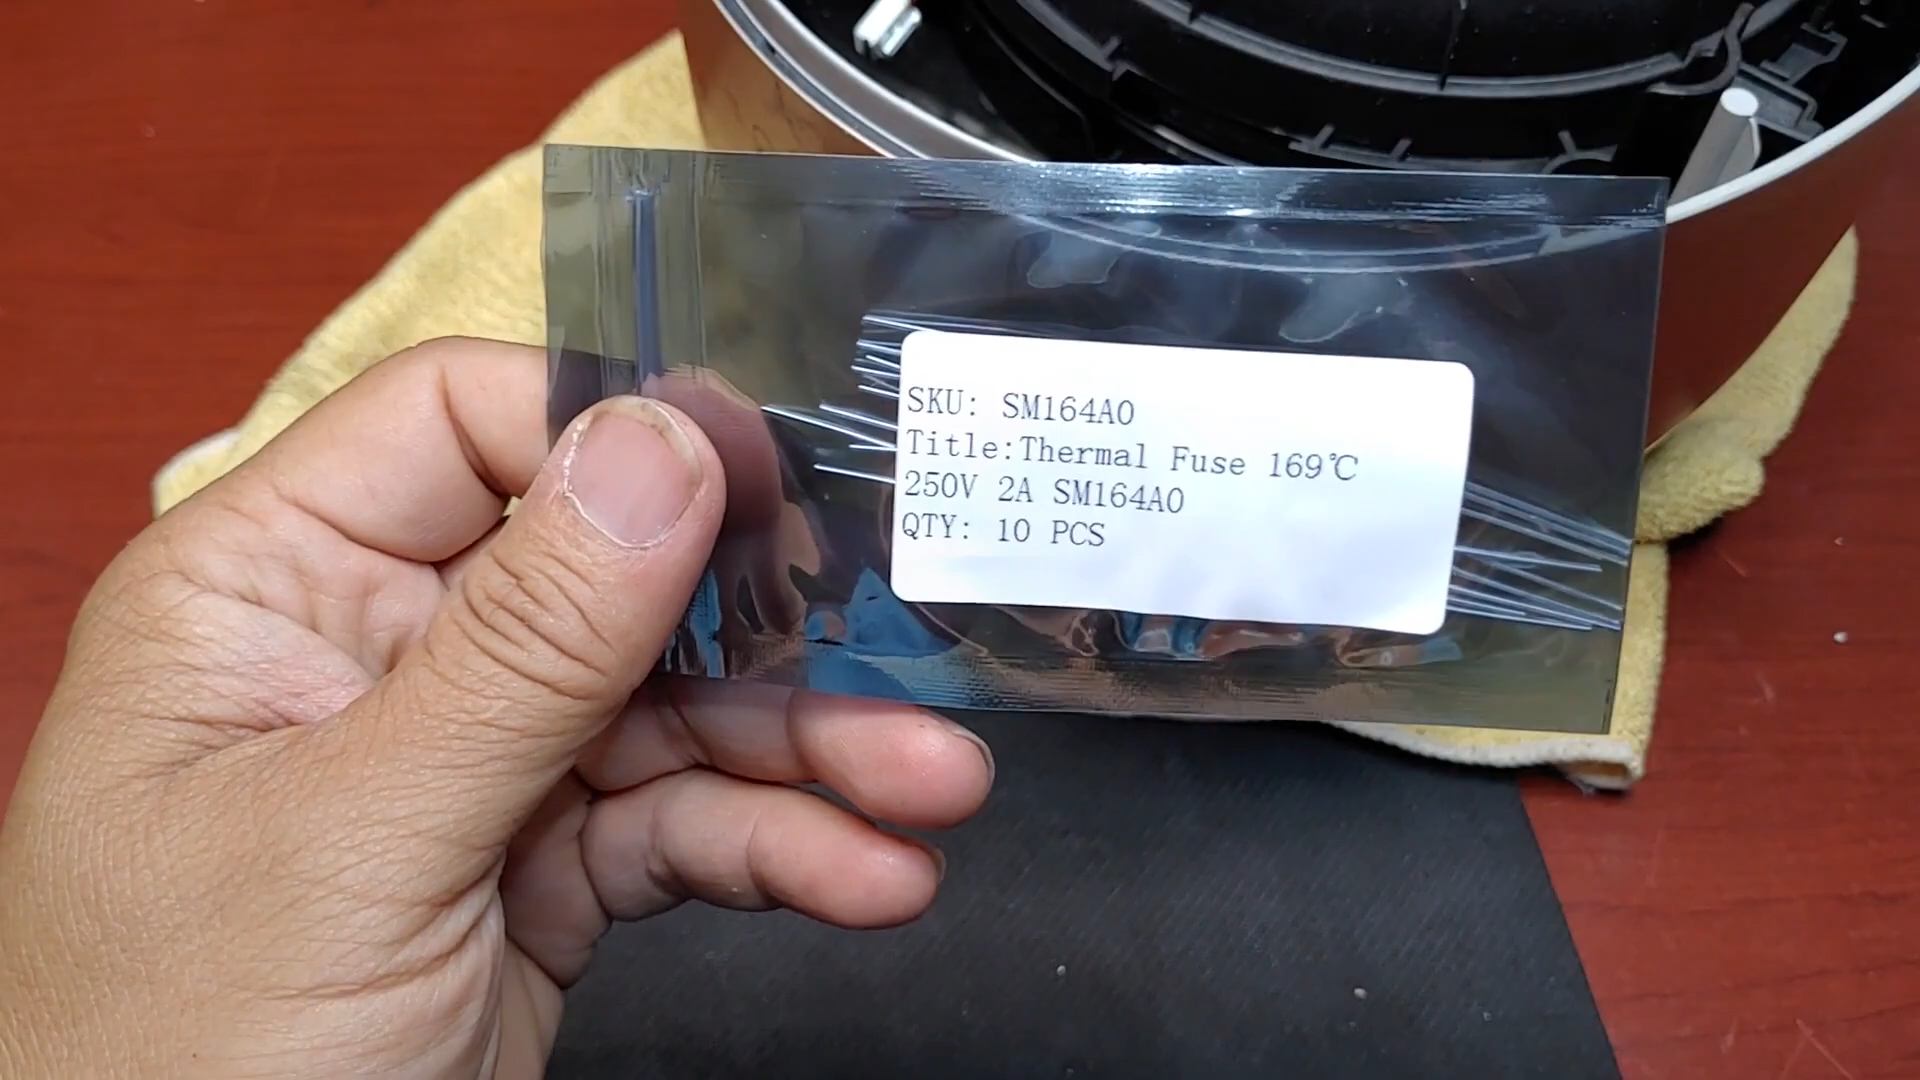 SKU: SM164A0
Title:Thermal Fuse 169℃
250V 2A SM164A0
QTY: 10 PCS